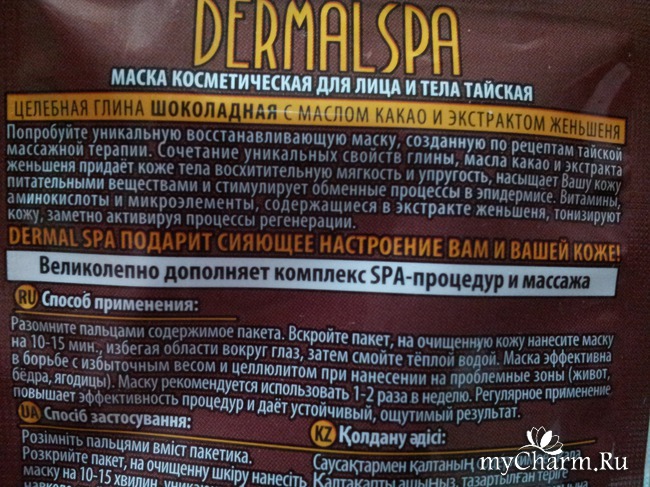 DERMALSPA
МАСКА КОСМЕТИЧЕСКАЯ ДЛЯ ЛИЦА И ТЕЛА ТАЙСКАЯ
ЦЕЛЕБНАЯ ГЛИНА ШОКОЛАДНАЯ С МАСЛОМ КАКАО И ЭКСТРАКТОМ ЖЕНЬШЕНЯ
Попробуйте уникальную восстанавливающую маску, созданную по рецептам тайской
массажной терапии. Сочетание уникальных свойств глины, масла какао и экстракта
женьшеня придаёт коже тела восхитительную мягкость и упругость, насыщает Вашу кожу
питательными веществами и стимулирует обменные процессы в эпидермисе. Витамины,
аминокислоты и микроэлементы, содержащиеся в экстракте женьшеня, тонизируют
кожу, заметно активируя процессы регенерации.
DERMAL SPA ПОДАРИТ СИЯЮЩЕЕ НАСТРОЕНИЕ ВАМ И ВАШЕЙ КОЖЕ!
Великолепно дополняет комплекс SPA-процедур и массажа
RU Способ применения:
Разомните пальцами содержимое пакета. Вскройте пакет, на очищенную кожу нанесите маску
на 10-15 мин., избегая области вокруг глаз, затем смойте тёплой водой. Маска эффективна
в борьбе с избыточным весом и целлюлитом при нанесении на проблемные зоны (живот,
бёдра, ягодицы). Маску рекомендуется использовать 1-2 раза в неделю. Регулярное применение
повышает эффективность процедур и даёт устойчивый, ощутимый результат.
UA Спосіб застосування:
Розімніть пальцями вміст пакетика.
Розкрийте пакет, на очищенну шкіру нанесіть
маску на 10-15 хвилин,
KZ Қолдану әдісі:
Саусақтармен қалтаның
Қалтақапты ашыңыз, тазартылған теріге
myCharm.Ru